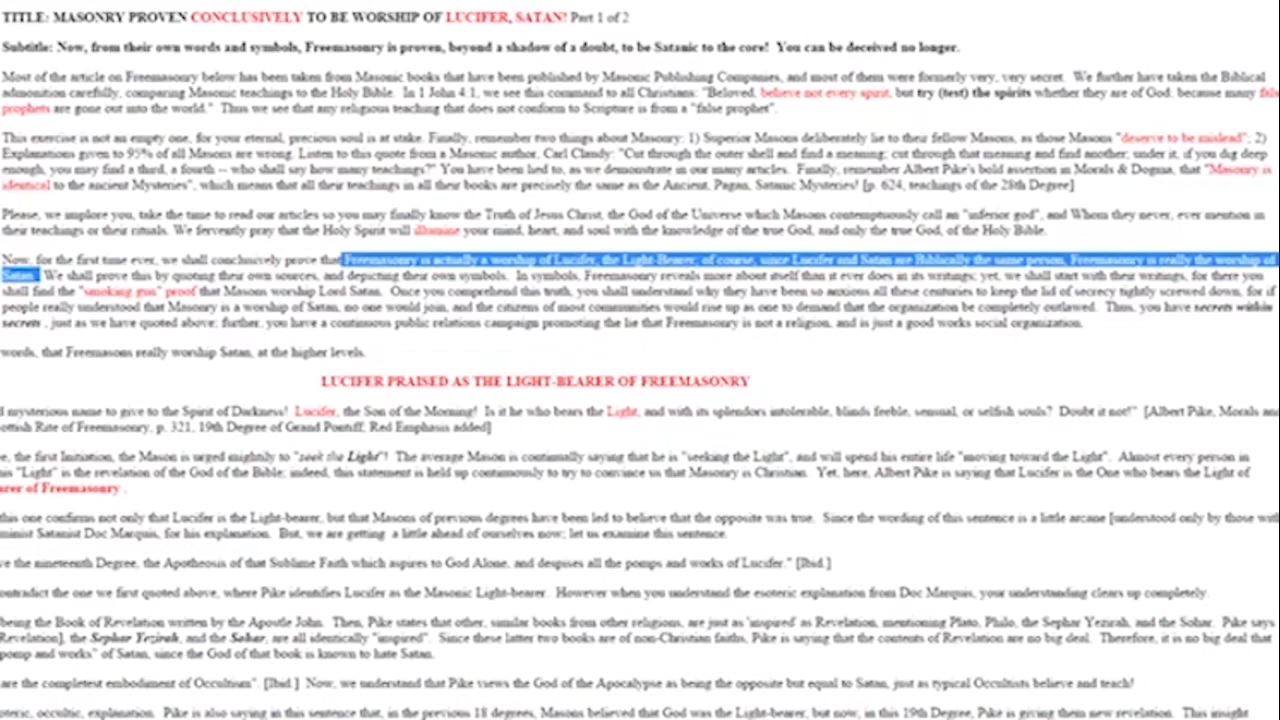 TITLE: MASONRY PROVEN CONCLUSIVELY TO BE WORSHIP OF LUCIFER, SATAN! Part 1 of 2
Subtitle: Now, from their own words and symbols, Freemasonry is proven, beyond a shadow of a doubt, to be Satanic to the core! You can be deceived no longer.
Most of the article on Freemasonry below has been taken from Masonic books that have been published by Masonic Publishing Companies, and most of them were formerly very, very secret. We further have taken the Biblical
admonition carefully, comparing Masonic teachings to the Holy Bible. In 1 John 4:1, we see this command to all Christians: "Beloved, believe not every spirit, but try (test) the spirits whether they are of God: because many fals
prophets are gone out into the world." Thus we see that any religious teaching that does not conform to Scripture is from a "false prophet".
This exercise is not an empty one, for your eternal, precious soul is at stake. Finally, remember two things about Masonry: 1) Superior Masons deliberately lie to their fellow Masons, as those Masons "deserve to be mislead"; 2)
Explanations given to 95% of all Masons are wrong. Listen to this quote from a Masonic author, Carl Claudy: "Cut through the outer shell and find a meaning; cut through that meaning and find another; under it, if you dig deep
enough, you may find a third, a fourth -- who shall say how many teachings?" You have been lied to, as we demonstrate in our many articles. Finally, remember Albert Pike's bold assertion in Morals & Dogma, that "Masonry is
identical to the ancient Mysteries", which means that all their teachings in all their books are precisely the same as the Ancient, Pagan, Satanic Mysteries! [p. 624, teachings of the 28th Degree]
Please, we implore you, take the time to read our articles so you may finally know the Truth of Jesus Christ, the God of the Universe which Masons contemptuously call an "inferior god", and Whom they never, ever mention in
their teachings or their rituals. We fervently pray that the Holy Spirit will illumine your mind, heart, and soul with the knowledge of the true God, and only the true God, of the Holy Bible.
Now, for the first time ever, we shall conclusively prove that Freemasonry is actually a worship of Lucifer, the Light-Bearer; of course, since Lucifer and Satan are Biblically the same person, Freemasonry is really the worship of
Satan. We shall prove this by quoting their own sources, and depicting their own symbols. In symbols, Freemasonry reveals more about itself than it ever does in its writings; yet, we shall start with their writings, for there you
shall find the "smoking gun" proof that Masons worship Lord Satan. Once you comprehend this truth, you shall understand why they have been so anxious all these centuries to keep the lid of secrecy tightly screwed down, for if
people really understood that Masonry is a worship of Satan, no one would join, and the citizens of most communities would rise up as one to demand that the organization be completely outlawed. Thus, you have secrets within
secrets , just as we have quoted above; further, you have a continuous public relations campaign promoting the lie that Freemasonry is not a religion, and is just a good works social organization.
words, that Freemasons really worship Satan, at the higher levels.
LUCIFER PRAISED AS THE LIGHT-BEARER OF FREEMASONRY
d mysterious name to give to the Spirit of Darkness! Lucifer, the Son of the Morning! Is it he who bears the Light, and with its splendors intolerable, blinds feeble, sensual, or selfish souls? Doubt it not!" [Albert Pike, Morals and
ottish Rite of Freemasonry, p. 321, 19th Degree of Grand Pontiff; Red Emphasis added]
e, the first Initiation, the Mason is urged mightily to "seek the Light"! The average Mason is continually saying that he is "seeking the Light", and will spend his entire life "moving toward the Light". Almost every person in
his "Light" is the revelation of the God of the Bible; indeed, this statement is held up continuously to try to convince us that Masonry is Christian. Yet, here, Albert Pike is saying that Lucifer is the One who bears the Light of
arer of Freemasonry .
this one confirms not only that Lucifer is the Light-bearer, but that Masons of previous degrees have been led to believe that the opposite was true. Since the wording of this sentence is a little arcane [understood only by those with
minist Satanist Doc Marquis, for his explanation. But, we are getting a little ahead of ourselves now; let us examine this sentence.
ve the nineteenth Degree, the Apotheosis of that Sublime Faith which aspires to God Alone, and despises all the pomps and works of Lucifer." [Ibid.]
ontradict the one we first quoted above, where Pike identifies Lucifer as the Masonic Light-bearer. However when you understand the esoteric explanation from Doc Marquis, your understanding clears up completely.
being the Book of Revelation written by the Apostle John. Then, Pike states that other, similar books from other religions, are just as 'inspired' as Revelation, mentioning Plato, Philo, the Sephar Yezirah, and the Sohar. Pike says
Revelation], the Sephar Yezirah, and the Sohar, are all identically "inspired". Since these latter two books are of non-Christian faiths, Pike is saying that the contents of Revelation are no big deal. Therefore, it is no big deal that
pomp and works" of Satan, since the God of that book is known to hate Satan.
are the completest embodiment of Occultism". [Ibid.] Now, we understand that Pike views the God of the Apocalypse as being the opposite but equal to Satan, just as typical Occultists believe and teach!
oteric, occultic, explanation. Pike is also saying in this sentence that, in the previous 18 degrees, Masons believed that God was the Light-bearer, but now, in this 19th Degree, Pike is giving them new revelation. This insight